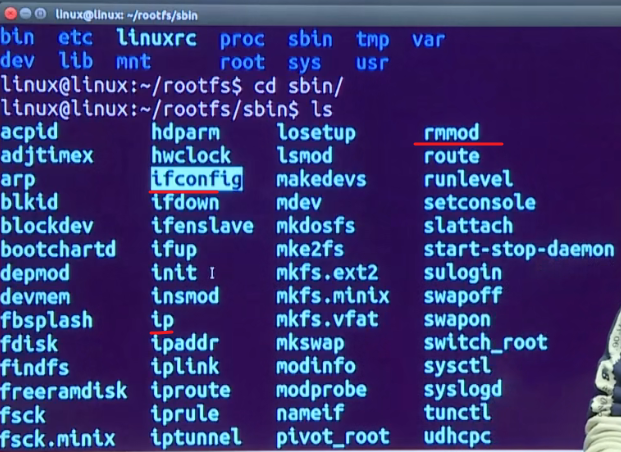 linux@linux: ~/rootfs/sbin
bin etc linuxrc proc sbin tmp var
dev lib mnt root sys usr
linux@linux:~/rootfs$ cd sbin/
linux@linux:~/rootfs/sbin$ ls
acpid hdparm losetup rmmod
adjtimex hwclock lsmod route
arp ifconfig makedevs runlevel
blkid ifdown mdev setconsole
blockdev ifenslave mkdosfs slattach
bootchartd ifup mke2fs start-stop-daemon
depmod init mkfs.ext2 sulogin
devmem insmod mkfs.minix swapoff
fbsplash ip mkfs.vfat swapon
fdisk ipaddr mkswap switch_root
findfs iplink modinfo sysctl
freeramdisk iproute modprobe syslogd
fsck iprule nameif tunctl
fsck.minix iptunnel pivot_root udhcpc